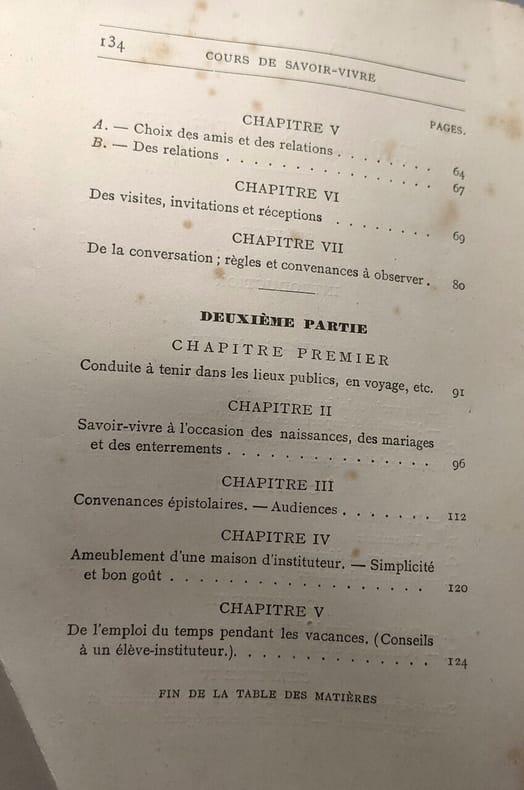 134
COURS DE SAVOIR-VIVRE
CHAPITRE V
PAGES.
A. — Choix des amis et des relations . . . . . . . . 64
B. — Des relations . . . . . . . . . . . . . . . 67
CHAPITRE VI
Des visites, invitations et réceptions . . . . . . . . 69
CHAPITRE VII
De la conversation ; règles et convenances à observer . 80
DEUXIÈME PARTIE
CHAPITRE PREMIER
Conduite à tenir dans les lieux publics, en voyage, etc. 91
CHAPITRE II
Savoir-vivre à l'occasion des naissances, des mariages
et des enterrements . . . . . . . . . . . . . . . 96
CHAPITRE III
Convenances épistolaires. — Audiences . . . . . . . 112
CHAPITRE IV
Ameublement d'une maison d'instituteur. — Simplicité
et bon goût . . . . . . . . . . . . . . . . . . 120
CHAPITRE V
De l'emploi du temps pendant les vacances. (Conseils
à un élève-instituteur.). . . . . . . . . . . . . . 124
FIN DE LA TABLE DES MATIÈRES